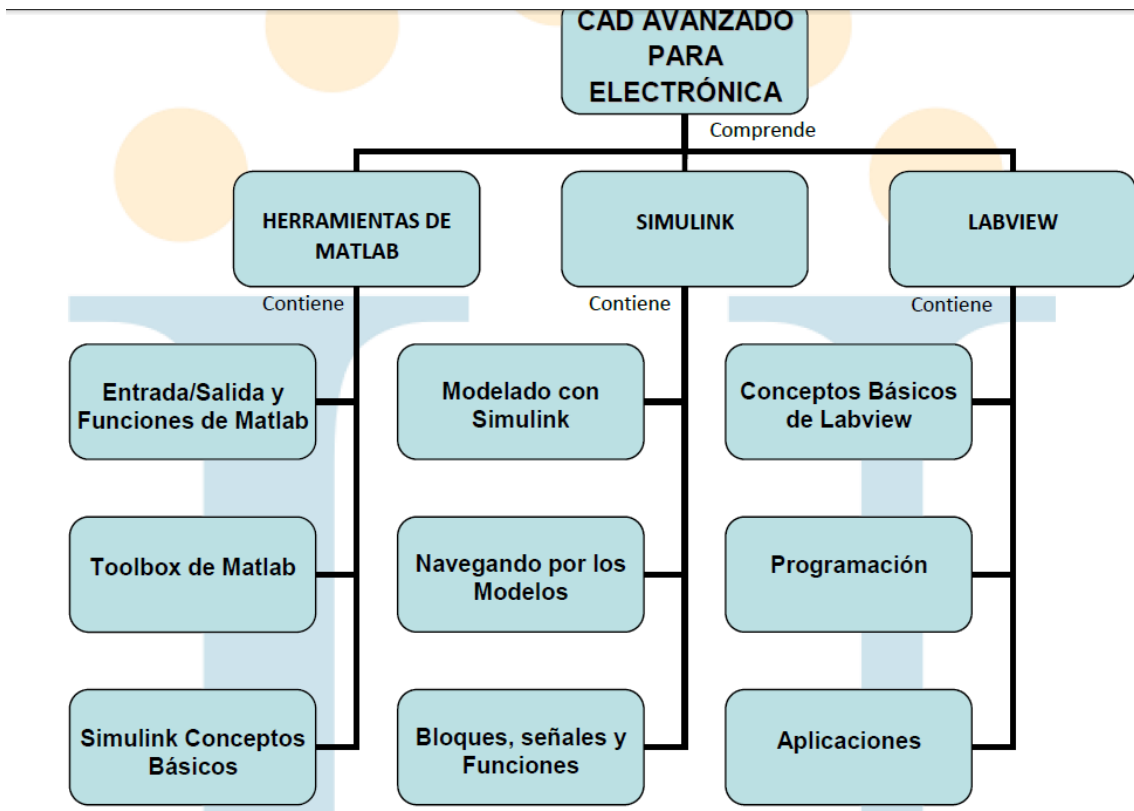 CAD AVANZADO
PARA
ELECTRÓNICA
Comprende
HERRAMIENTAS DE
MATLAB
SIMULINK
LABVIEW
Contiene
Contiene
Contiene
Entrada/Salida y
Funciones de Matlab
Modelado con
Simulink
Conceptos Básicos
de Labview
Toolbox de Matlab
Navegando por los
Modelos
Programación
Simulink Conceptos
Básicos
Bloques, señales y
Funciones
Aplicaciones